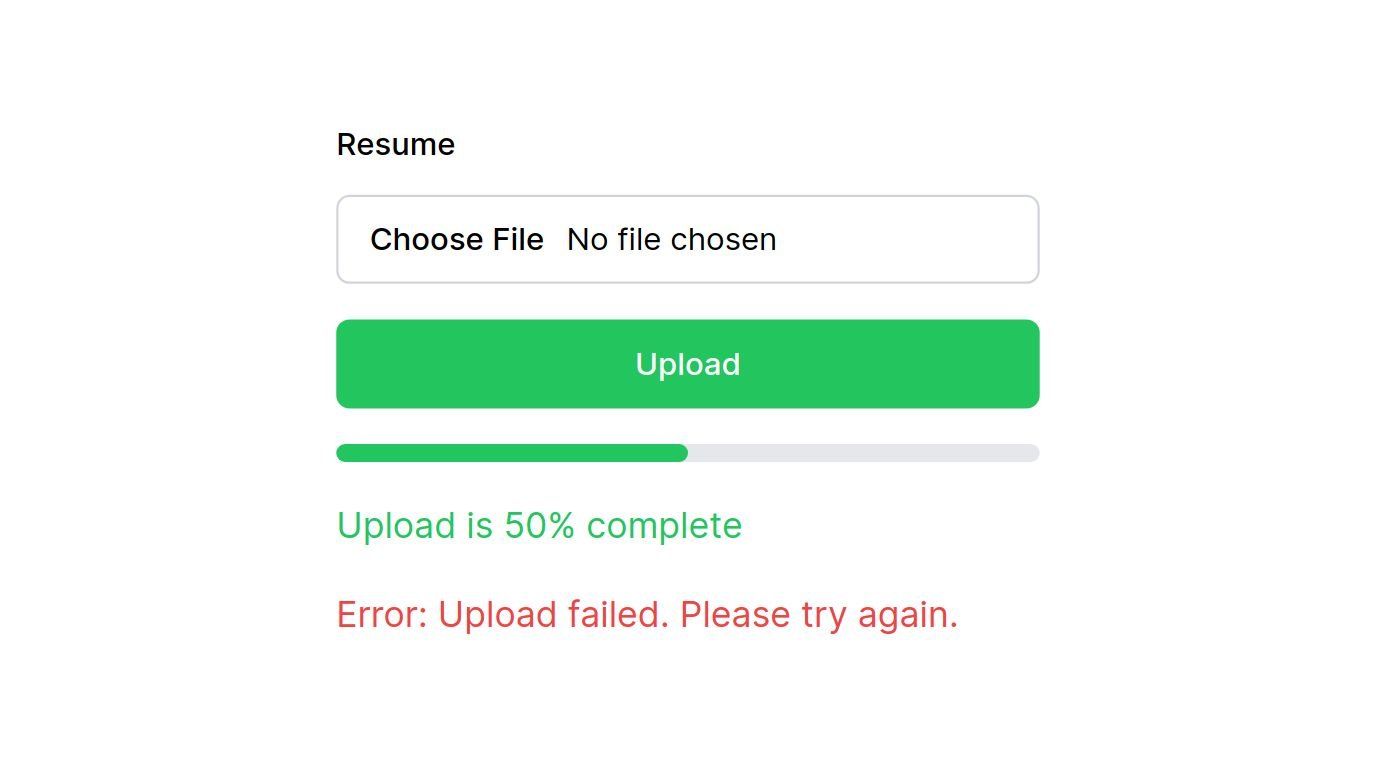 Resume
Choose File No file chosen
Upload
Upload is 50% complete
Error: Upload failed. Please try again.